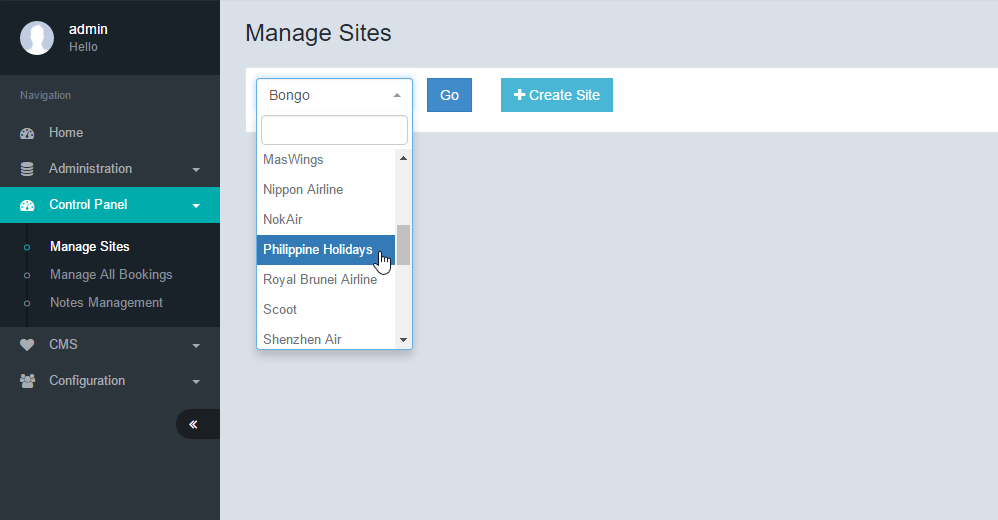 admin
Hello
Navigation
Home
Administration
Control Panel
Manage Sites
Manage All Bookings
Notes Management
CMS
Configuration
Manage Sites
Bongo
Go
Create Site
MasWings
Nippon Airline
NokAir
Philippine Holidays
Royal Brunei Airline
Scoot
Shenzhen Air